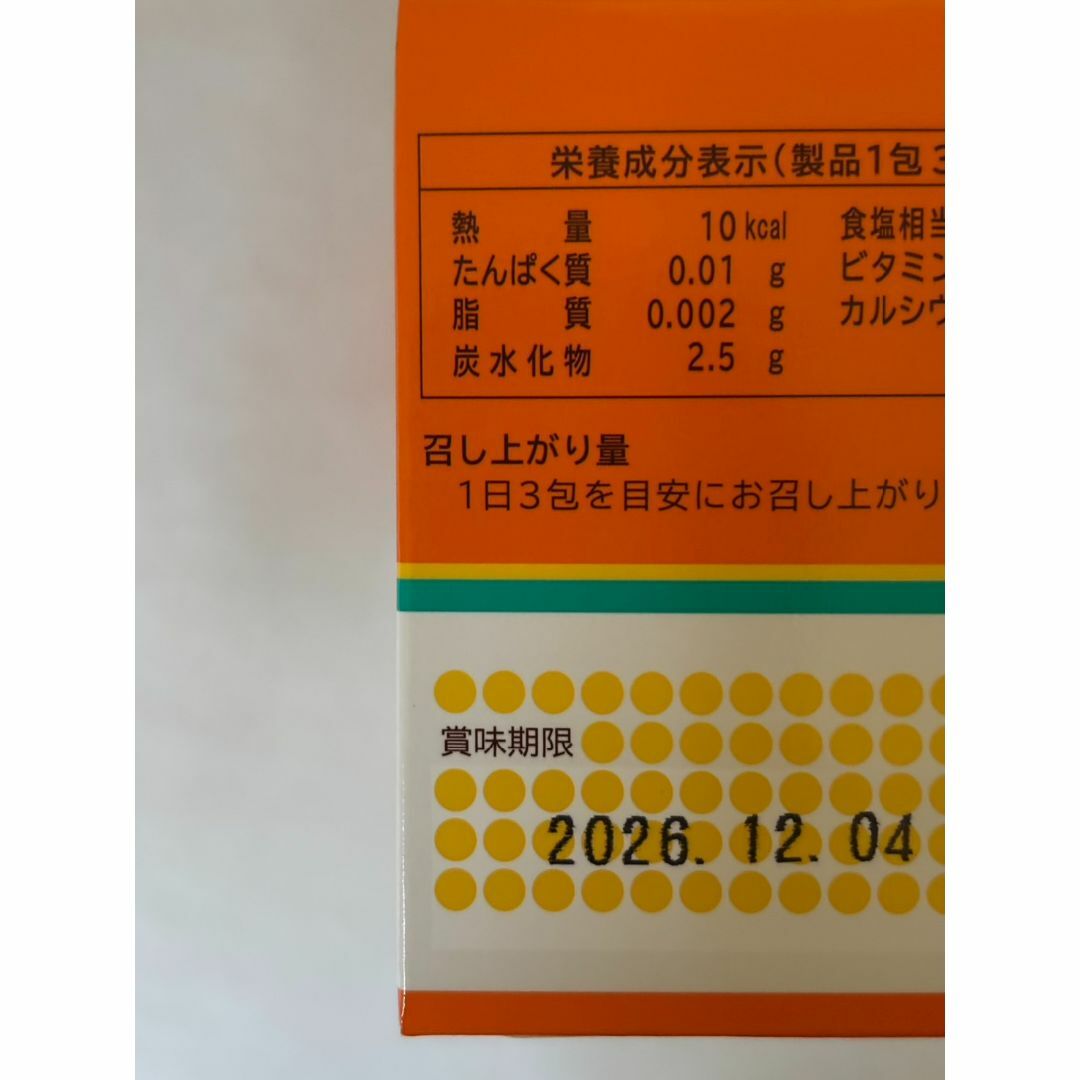 栄養成分表示(製品1包3
熱量 10kcal 食塩相当
たんぱく質 0.01 g ビタミン
脂質 0.002 g カルシウ
炭水化物 2.5 g
召し上がり量
1日3包を目安にお召し上がり
賞味期限
2026.12.04